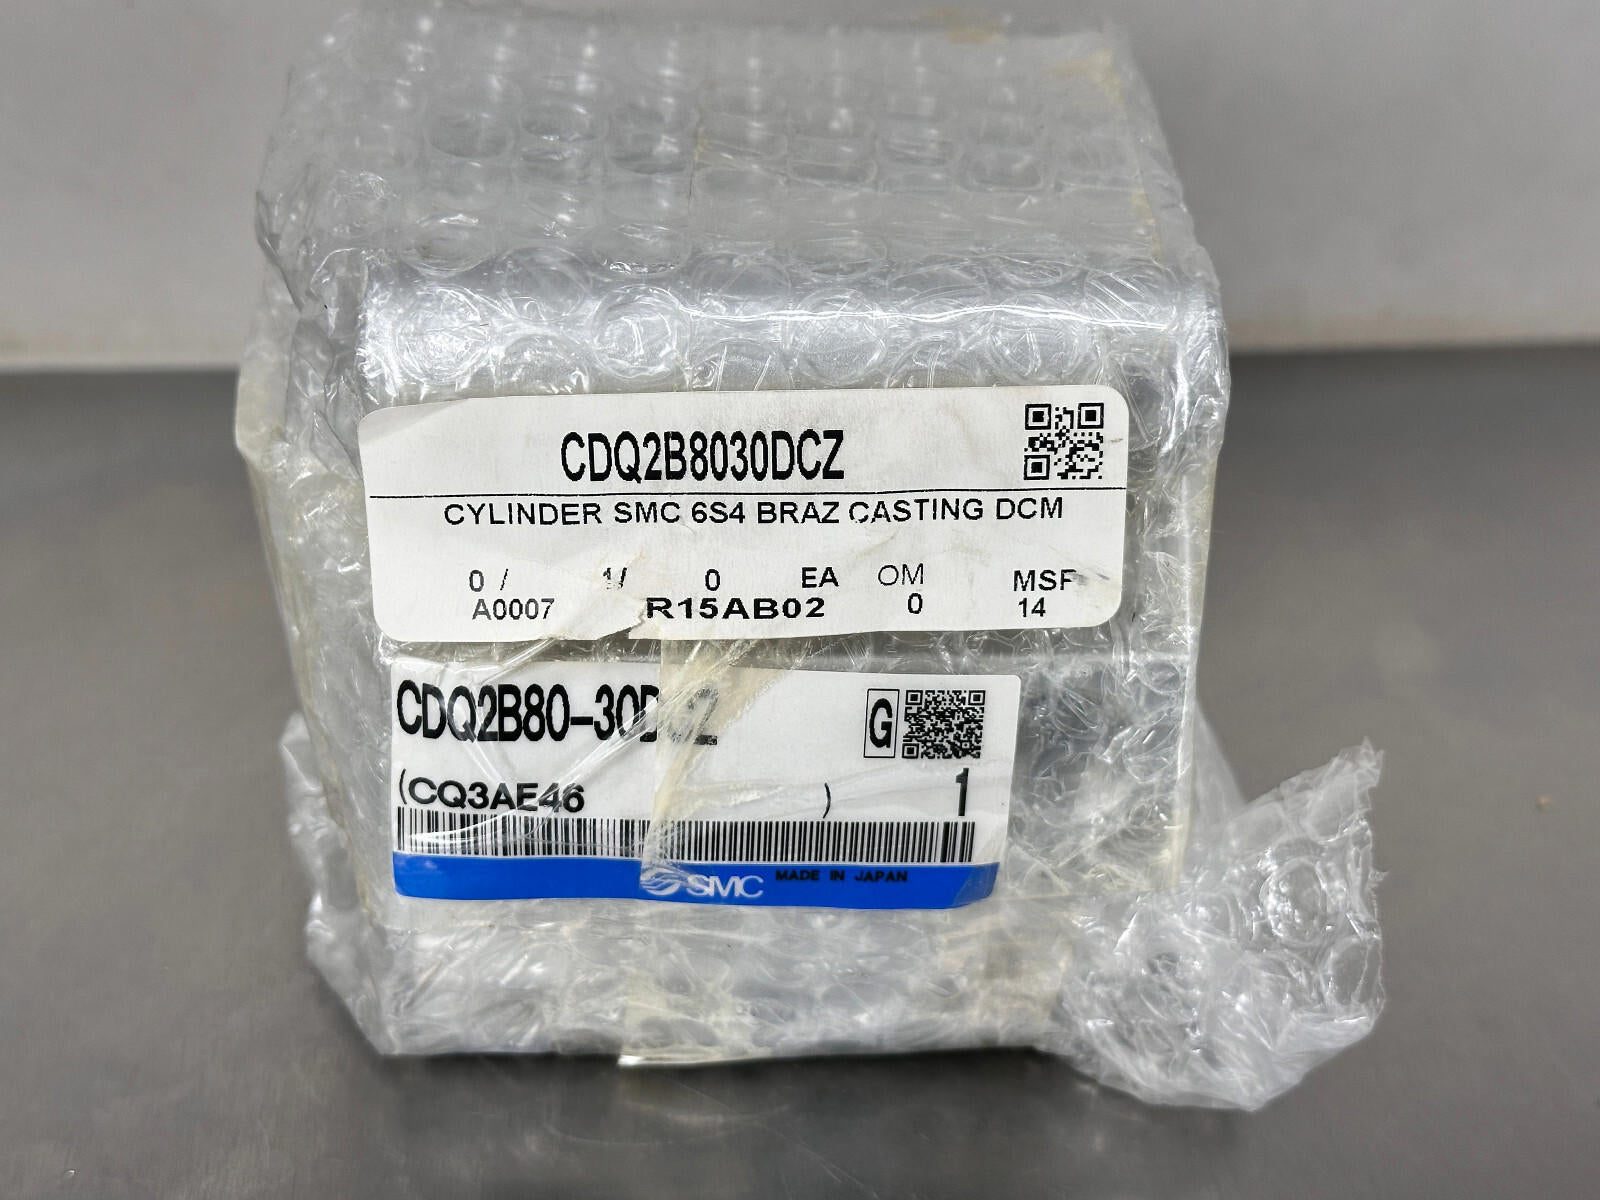 CDQ2B8030DCZ
CYLINDER SMC 6S4 BRAZ CASTING DCM
0 / 1/ 0 EA OM MSF
A0007 R15AB02 0 14
CDQ2B80-30DCZ G
(CQ3AE46 ) 1
SMC MADE IN JAPAN